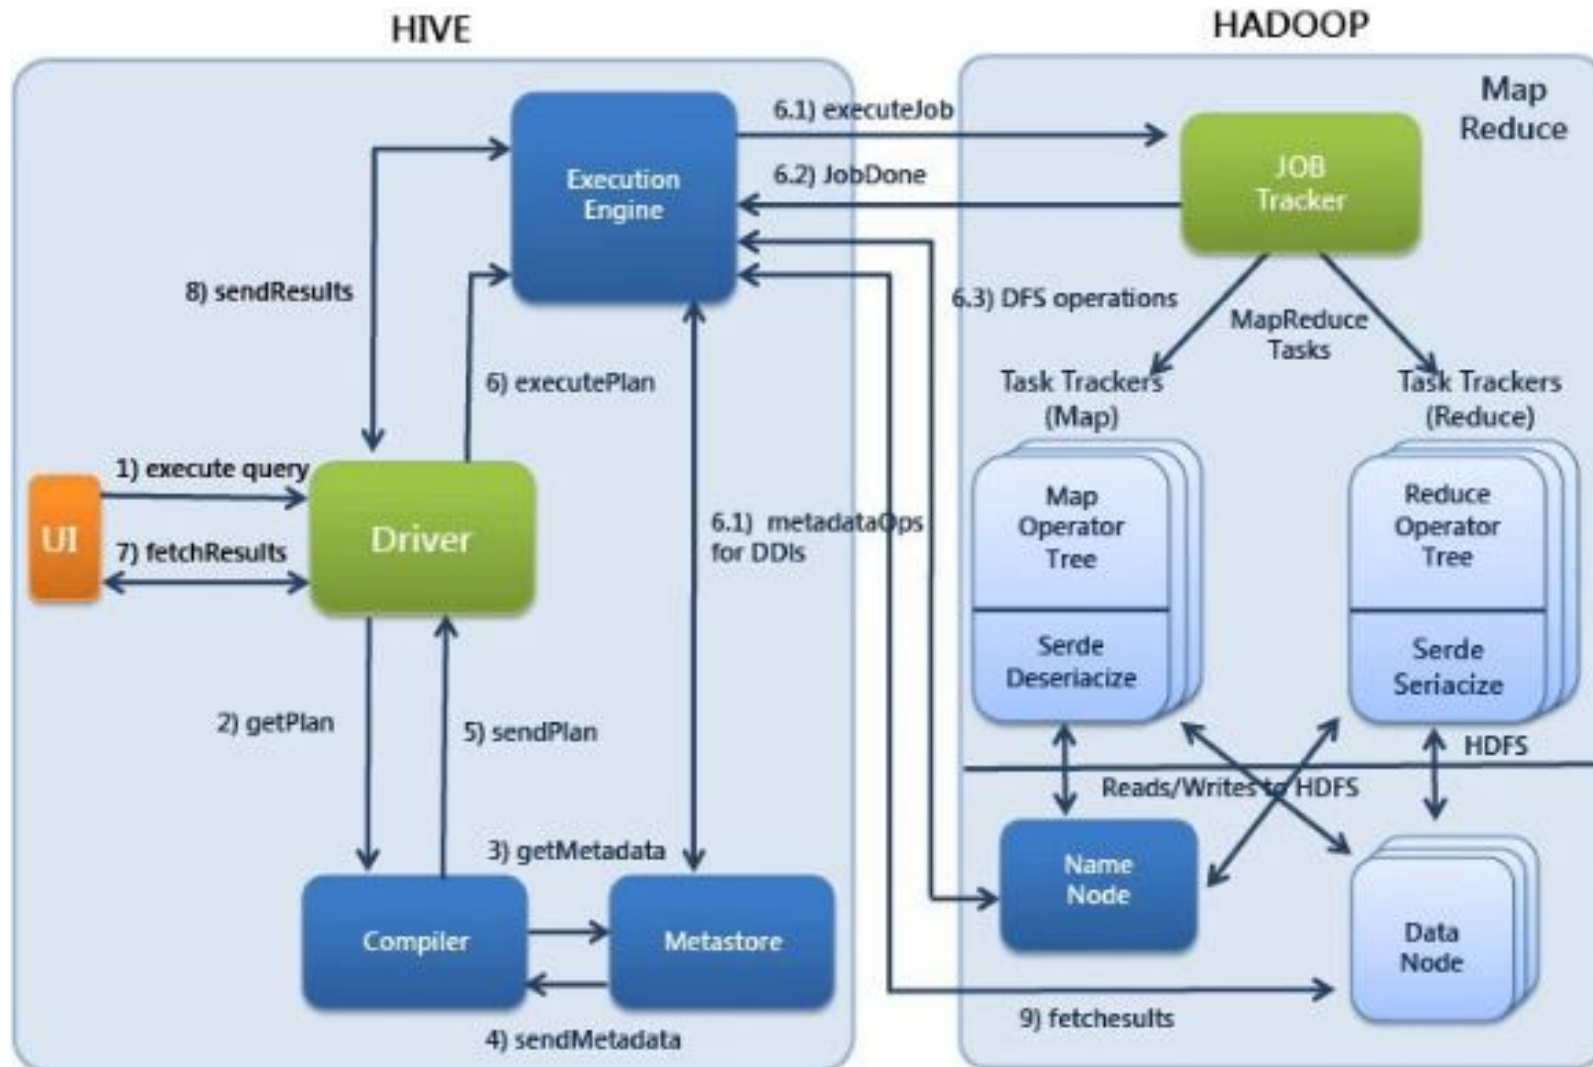 HIVE
HADOOP
Map
Reduce
6.1) executeJob
JOB
Tracker
6.2) JobDone
Execution
Engine
8) sendResults
6.3) DFS operations
MapReduce
Tasks
6) executePlan
Task Trackers
(Map)
Task Trackers
(Reduce)
1) execute query
UI
Driver
7) fetchResults
6.1) metadataOps
for DDIs
Map
Operator
Tree
Reduce
Operator
Tree
Serde
Deseriacize
Serde
Seriacize
2) getPlan
5) sendPlan
HDFS
Reads/Writes to HDFS
3) getMetadata
Name
Node
Compiler
Metastore
Data
Node
9) fetchesults
4) sendMetadata